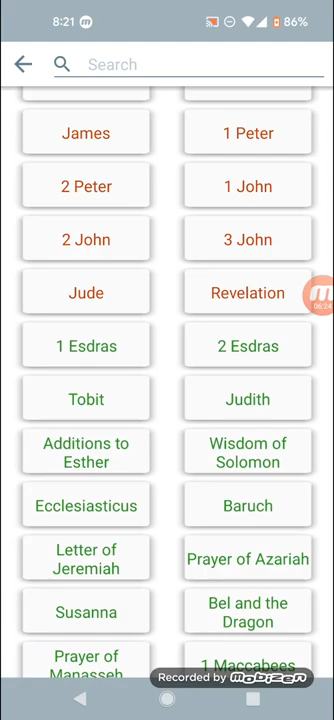 8:21
86%
Search
James
1 Peter
2 Peter
1 John
2 John
3 John
Jude
Revelation
06:24
1 Esdras
2 Esdras
Tobit
Judith
Additions to
Esther
Wisdom of
Solomon
Ecclesiasticus
Baruch
Letter of
Jeremiah
Prayer of Azariah
Susanna
Bel and the
Dragon
Prayer of
Manasseh
1 Maccabees
Recorded by mobizen